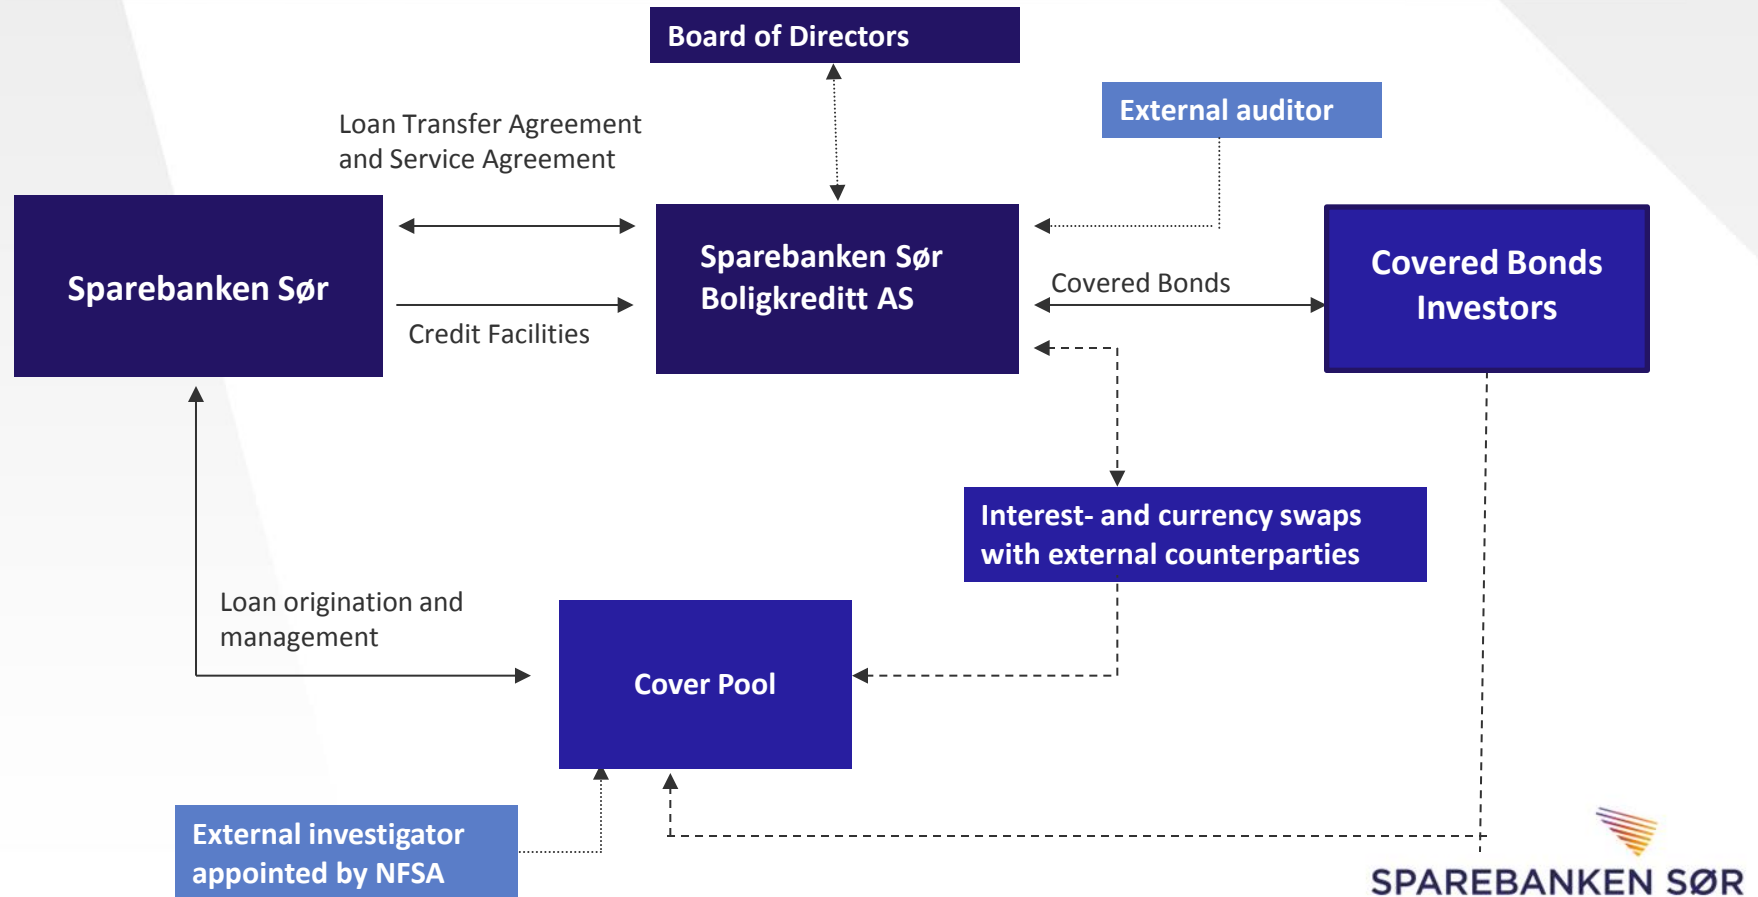 Board of Directors
External auditor
Loan Transfer Agreement
and Service Agreement
Sparebanken Sør
Sparebanken Sør
Boligkreditt AS
Covered Bonds
Covered Bonds
Investors
Credit Facilities
Interest- and currency swaps
with external counterparties
Loan origination and
management
Cover Pool
External investigator
appointed by NFSA
SPAREBANKEN SØR